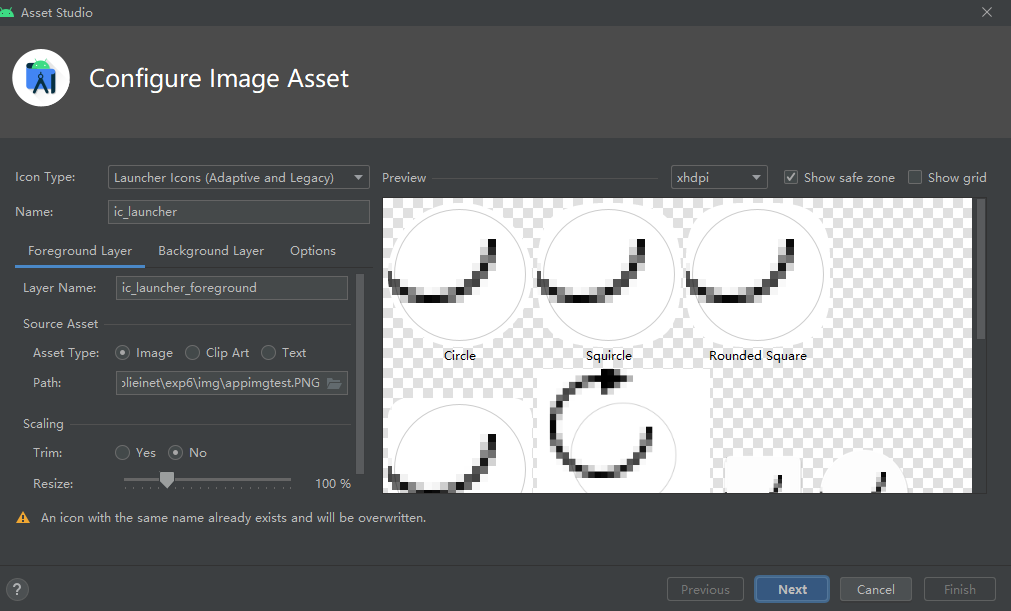 Asset Studio
Configure Image Asset
Icon Type:
Launcher Icons (Adaptive and Legacy)
Preview
xhdpi
Show safe zone
Show grid
Name:
ic_launcher
Foreground Layer
Background Layer
Options
Layer Name:
ic_launcher_foreground
Source Asset
Asset Type:
Image
Clip Art
Text
Path:
olieinet\exp6\img\appimgtest.PNG
Scaling
Trim:
Yes
No
Resize:
100 %
Circle
Squircle
Rounded Square
An icon with the same name already exists and will be overwritten.
?
Previous
Next
Cancel
Finish